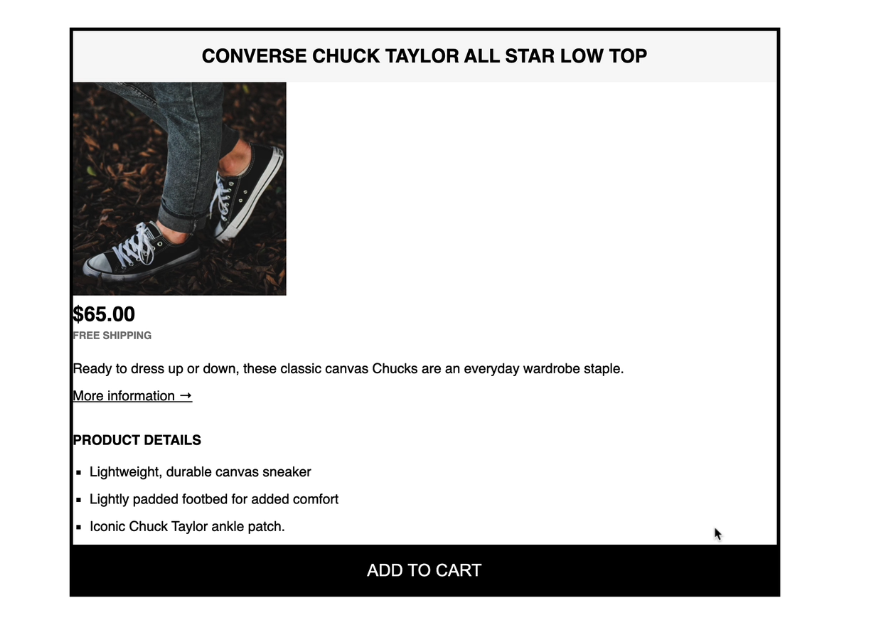 CONVERSE CHUCK TAYLOR ALL STAR LOW TOP
$65.00
FREE SHIPPING
Ready to dress up or down, these classic canvas Chucks are an everyday wardrobe staple.
More information →
PRODUCT DETAILS
▪ Lightweight, durable canvas sneaker
▪ Lightly padded footbed for added comfort
▪ Iconic Chuck Taylor ankle patch.
ADD TO CART